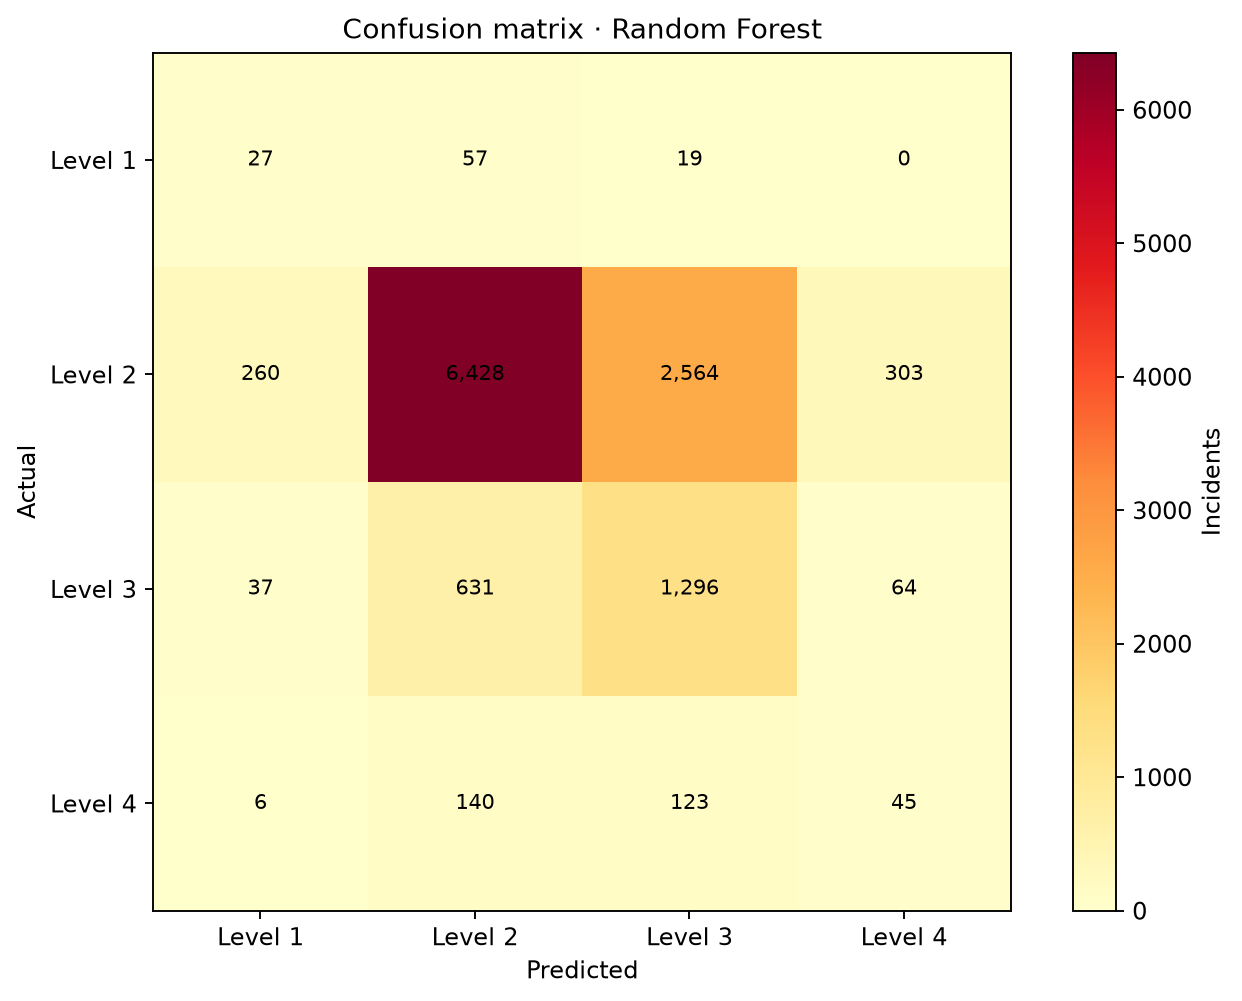 Confusion matrix · Random Forest
Level 1
27 57 19 0
Level 2
260 6,428 2,564 303
Level 3
37 631 1,296 64
Level 4
6 140 123 45
Level 1 Level 2 Level 3 Level 4
Predicted
Actual
6000
5000
4000
3000
2000
1000
0
Incidents